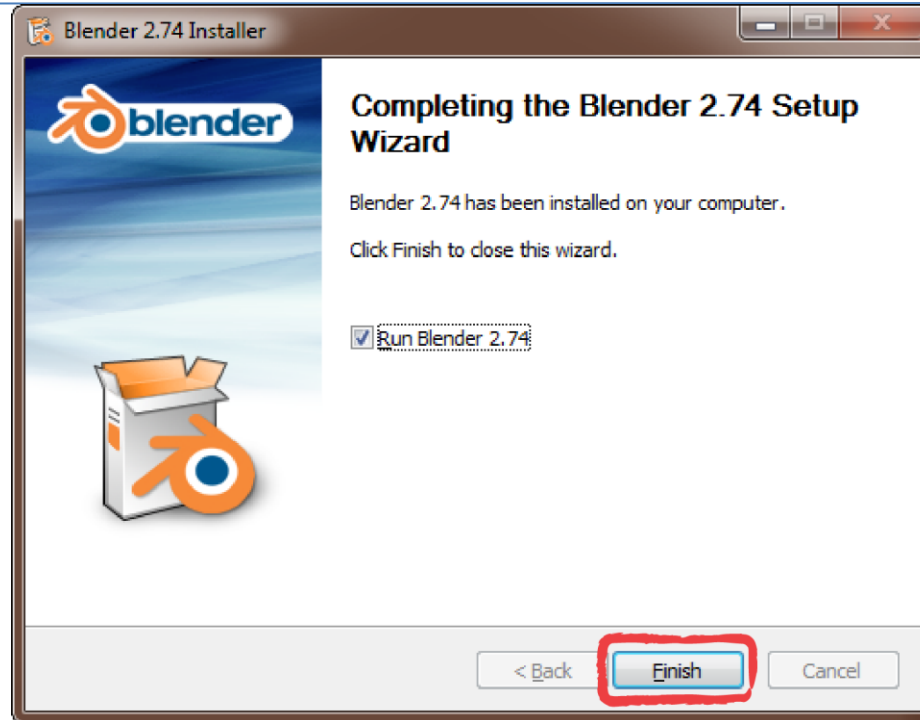 Blender 2.74 Installer
blender
Completing the Blender 2.74 Setup
Wizard
Blender 2.74 has been installed on your computer.
Click Finish to close this wizard.
Run Blender 2.74
< Back Finish Cancel